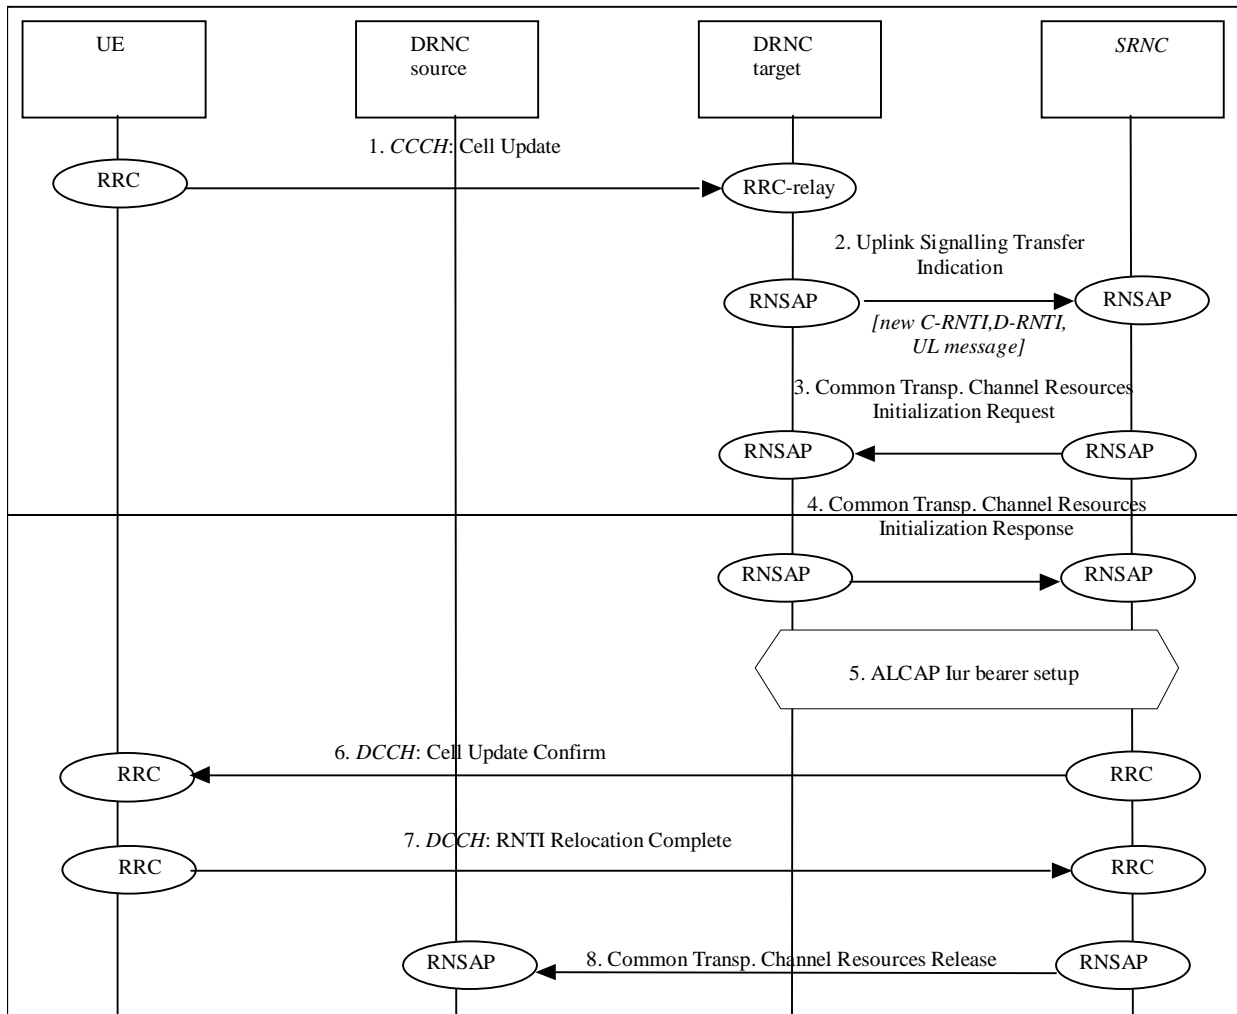 UE
DRNC
source
DRNC
target
SRNC
1. CCCH: Cell Update
RRC
RRC-relay
2. Uplink Signalling Transfer
Indication
RNSAP
RNSAP
[new C-RNTI,D-RNTI,
UL message]
3. Common Transp. Channel Resources
Initialization Request
RNSAP
RNSAP
4. Common Transp. Channel Resources
Initialization Response
RNSAP
RNSAP
5. ALCAP Iur bearer setup
6. DCCH: Cell Update Confirm
RRC
RRC
7. DCCH: RNTI Relocation Complete
RRC
RRC
8. Common Transp. Channel Resources Release
RNSAP
RNSAP